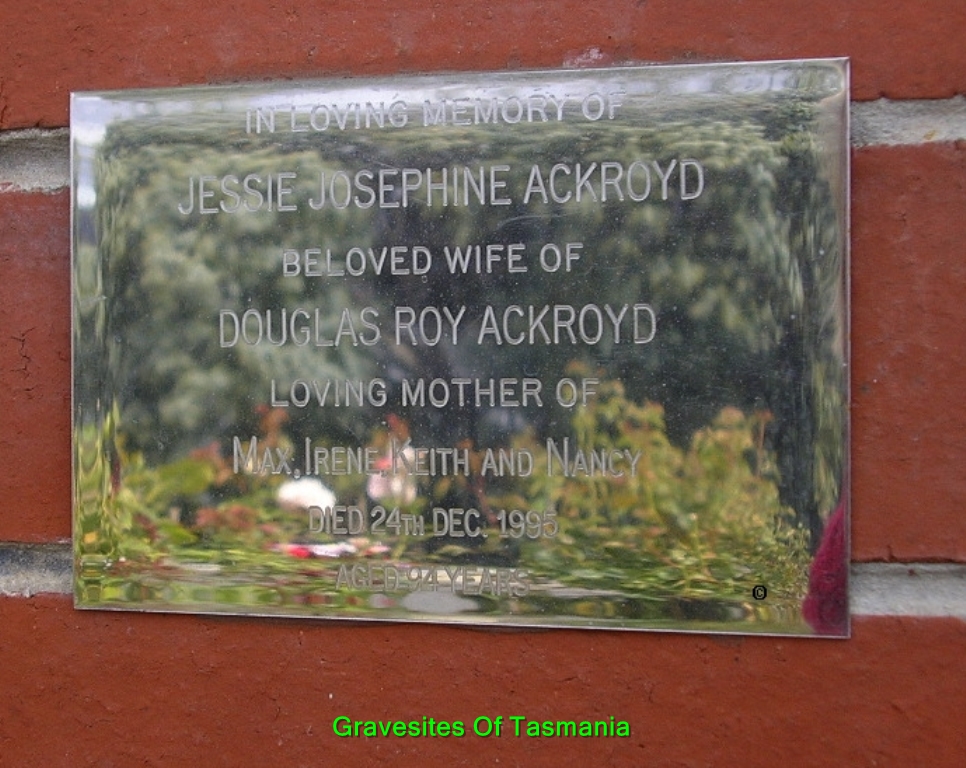 IN LOVING MEMORY OF
JESSIE JOSEPHINE ACKROYD
BELOVED WIFE OF
DOUGLAS ROY ACKROYD
LOVING MOTHER OF
MAX, IRENE, KEITH AND NANCY
DIED 24TH DEC. 1995
AGED 94 YEARS
©
Gravesites Of Tasmania